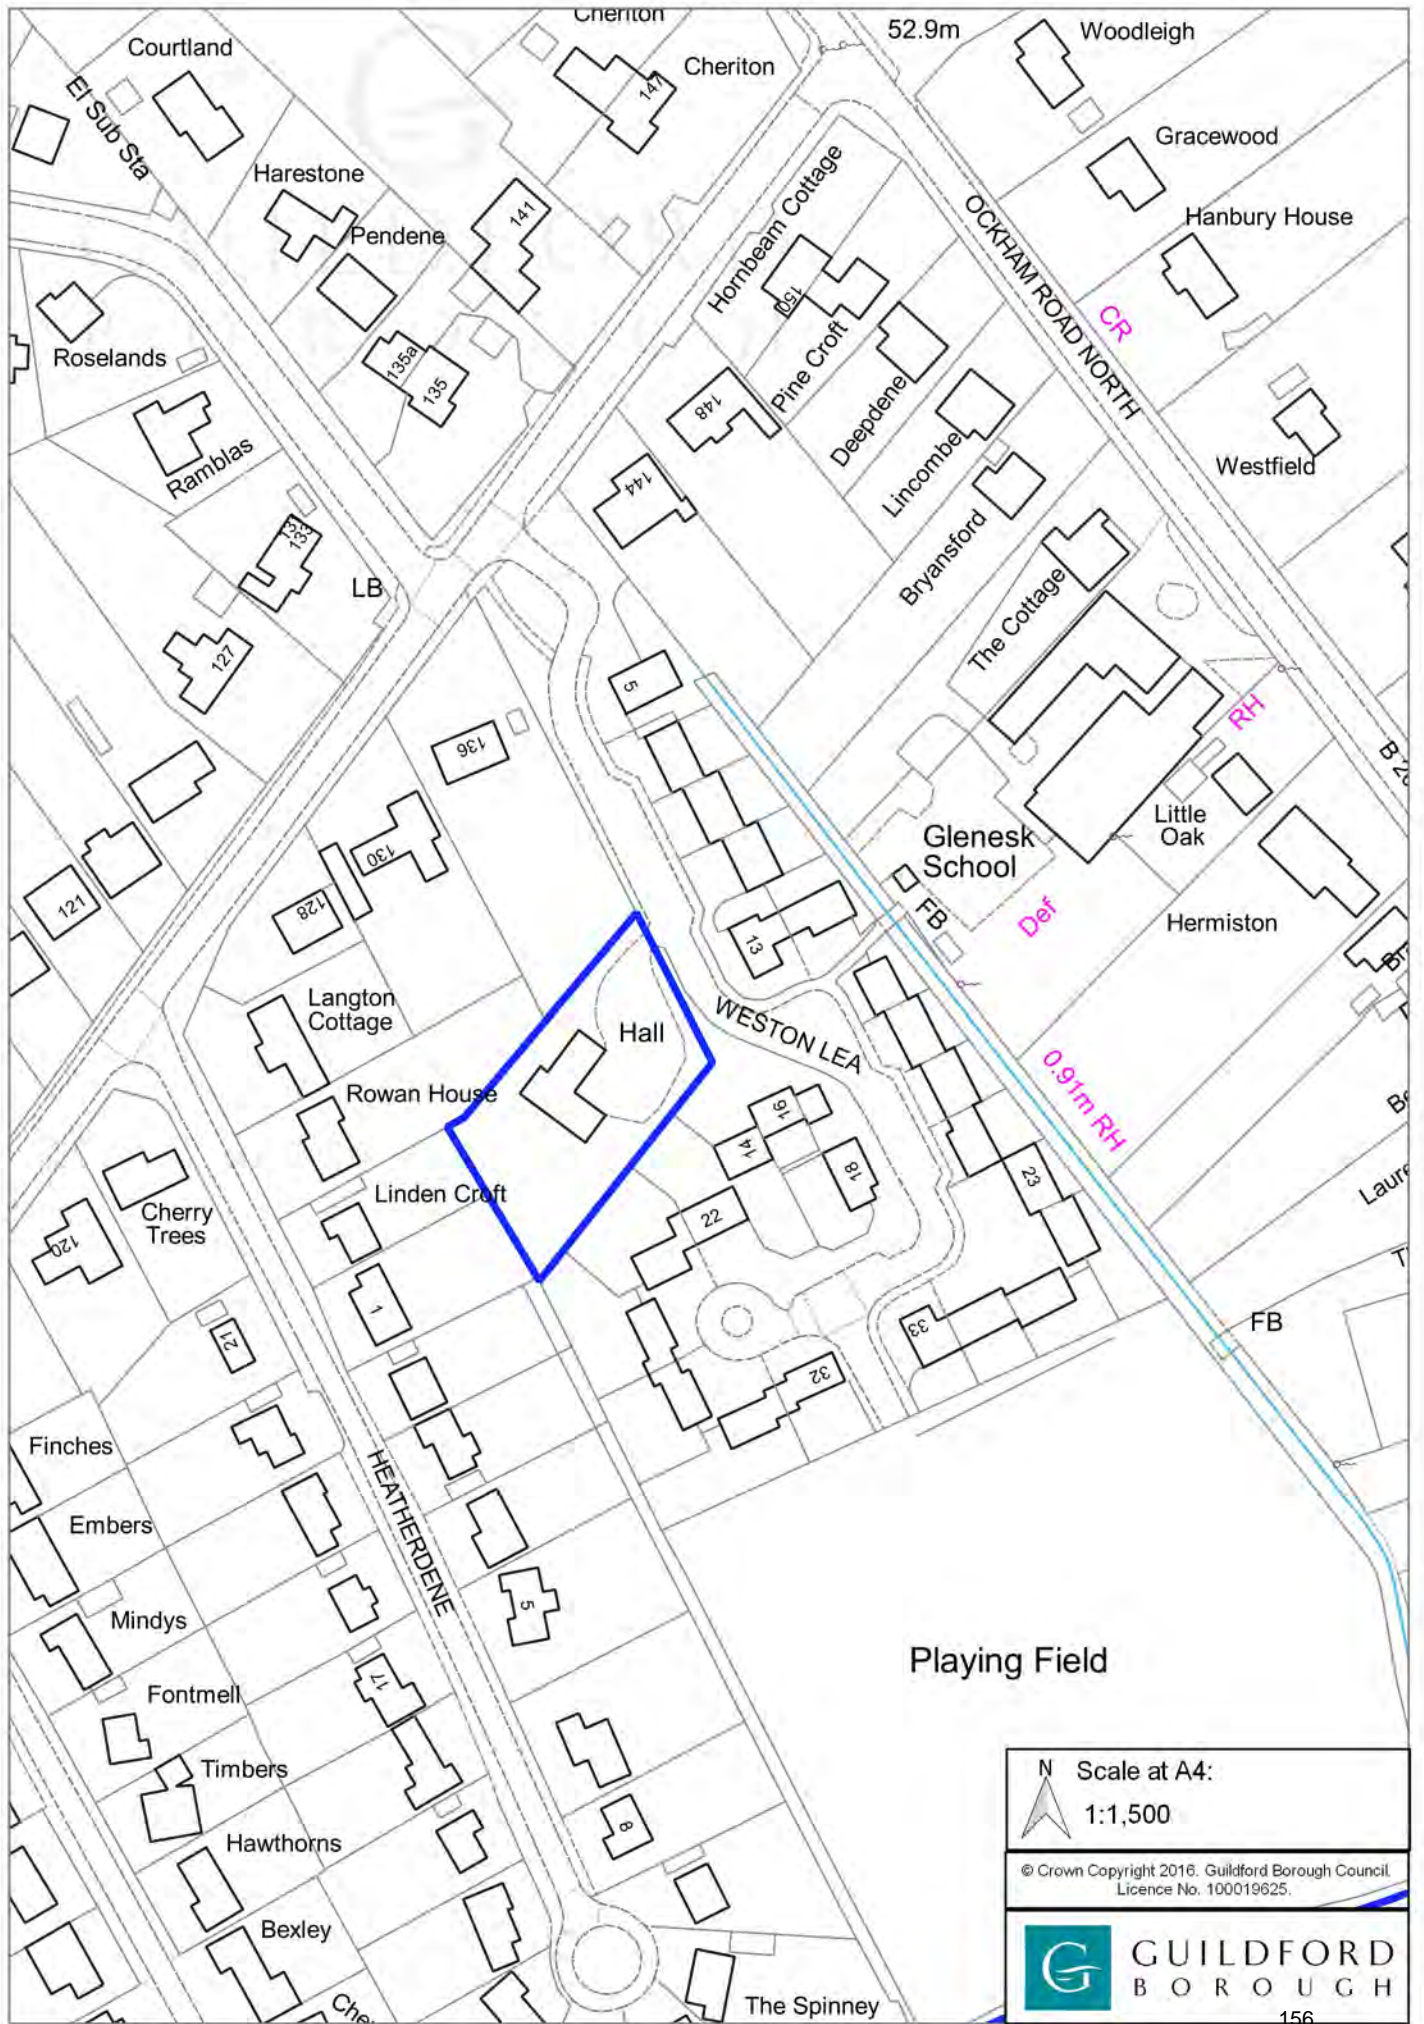 Cheriton
52.9m
Woodleigh
Courtland
Cheriton
147
El Sub Sta
Gracewood
Harestone
Hornbeam Cottage
OCKHAM ROAD NORTH
Hanbury House
141
Pendene
CR
150
Roselands
135a
135
Pine Croft
148
Deepdene
Ramblas
Lincombe
Westfield
144
131
133
Bryansford
LB
The Cottage
127
5
RH
136
B 2
Little
Oak
Glenesk
School
130
128
121
FB
Def
Hermiston
13
Langton
Cottage
Hall
WESTON LEA
Rowan House
0.91m RH
16
14
18
23
Linden Croft
Cherry
Trees
120
22
1
21
33
FB
32
Finches
HEATHERDENE
Embers
5
Mindys
17
Playing Field
Fontmell
Timbers
8
Hawthorns
Bexley
The Spinney
N
Scale at A4:
1:1,500
© Crown Copyright 2016. Guildford Borough Council.
Licence No. 100019625.
G
GUILDFORD
BOROUGH
156